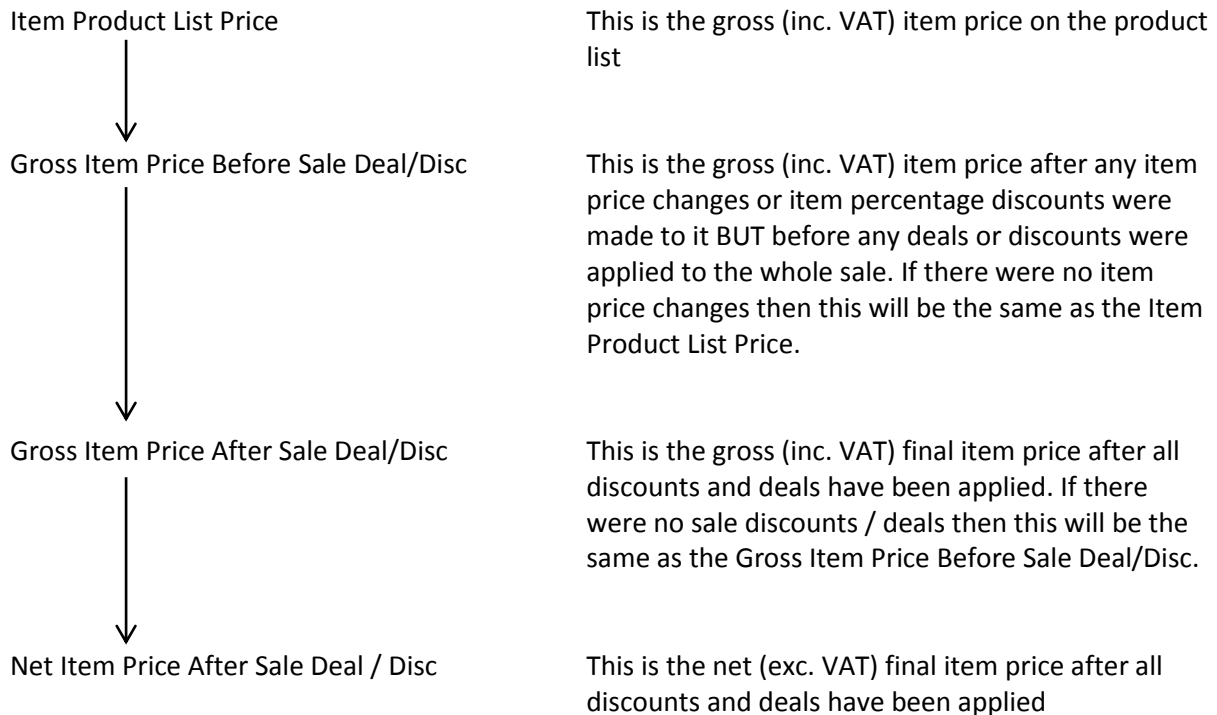 Item Product List Price
This is the gross (inc. VAT) item price on the product
list
Gross Item Price Before Sale Deal/Disc
This is the gross (inc. VAT) item price after any item
price changes or item percentage discounts were
made to it BUT before any deals or discounts were
applied to the whole sale. If there were no item
price changes then this will be the same as the Item
Product List Price.
Gross Item Price After Sale Deal/Disc
This is the gross (inc. VAT) final item price after all
discounts and deals have been applied. If there
were no sale discounts / deals then this will be the
same as the Gross Item Price Before Sale Deal/Disc.
Net Item Price After Sale Deal / Disc
This is the net (exc. VAT) final item price after all
discounts and deals have been applied